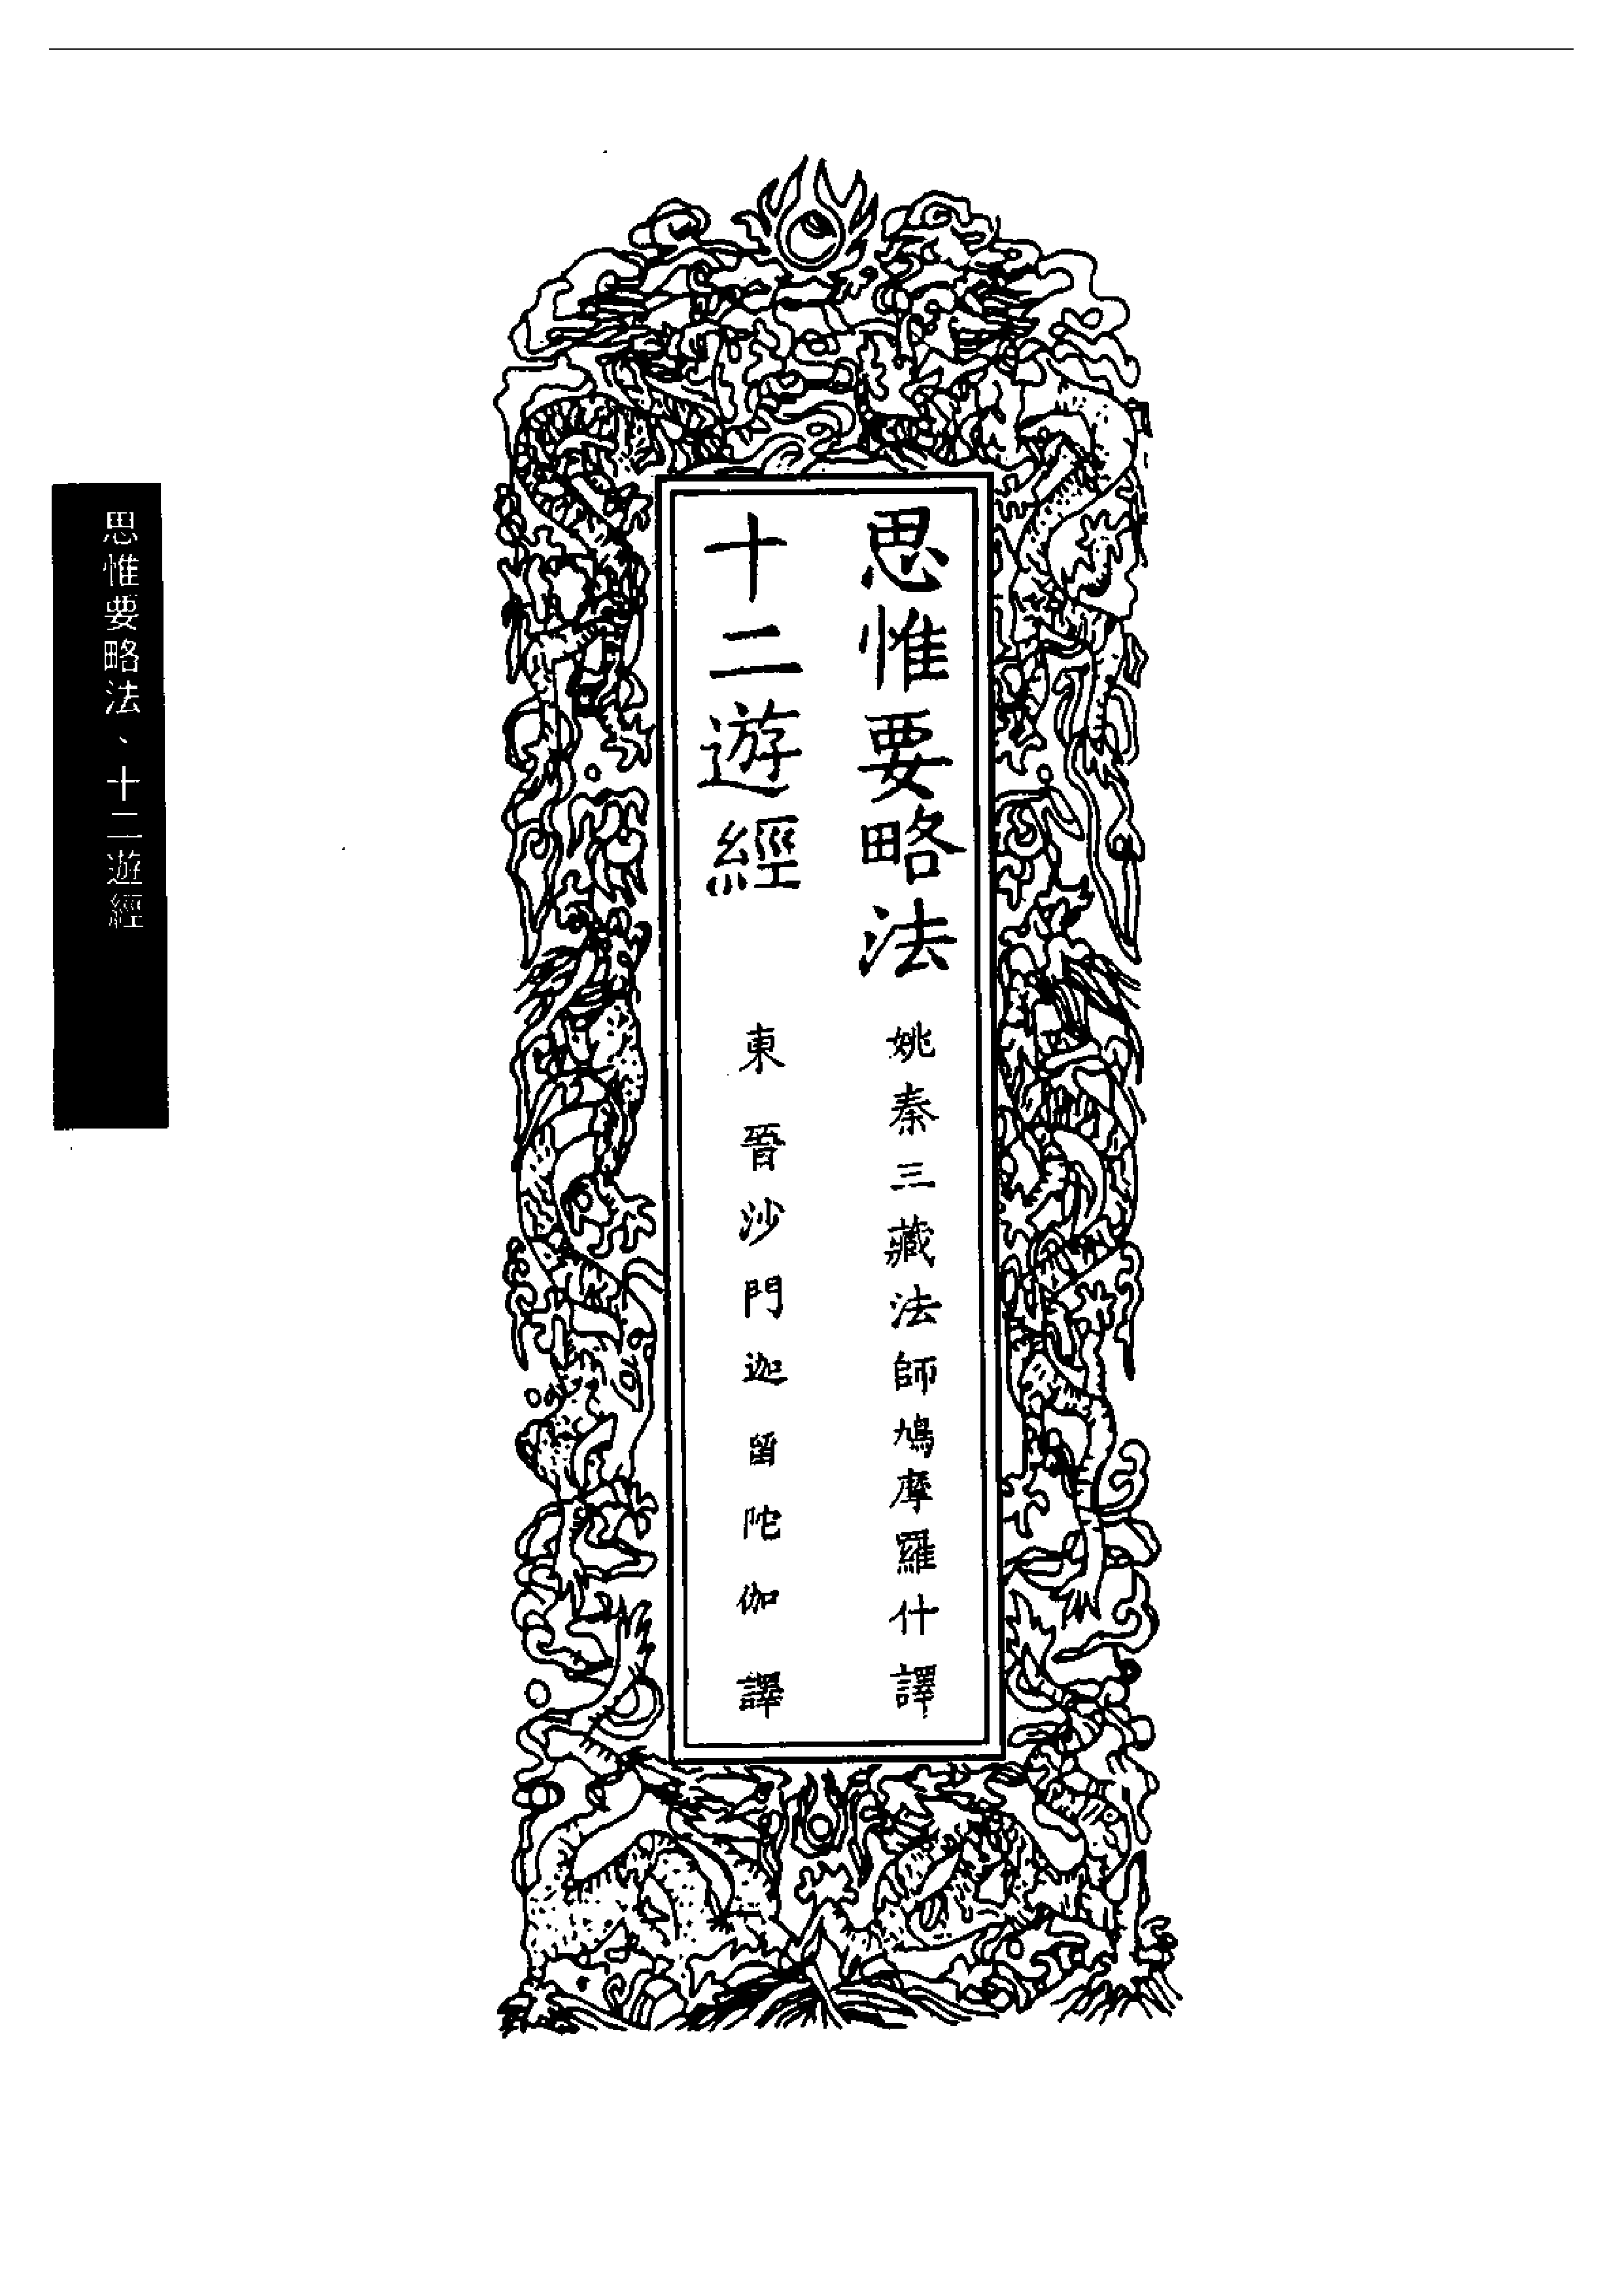 思惟要略法
姚秦三藏法師鳩摩羅什譯
十二遊經
東晉沙門迦留陀伽譯
思惟要略法、十二遊經